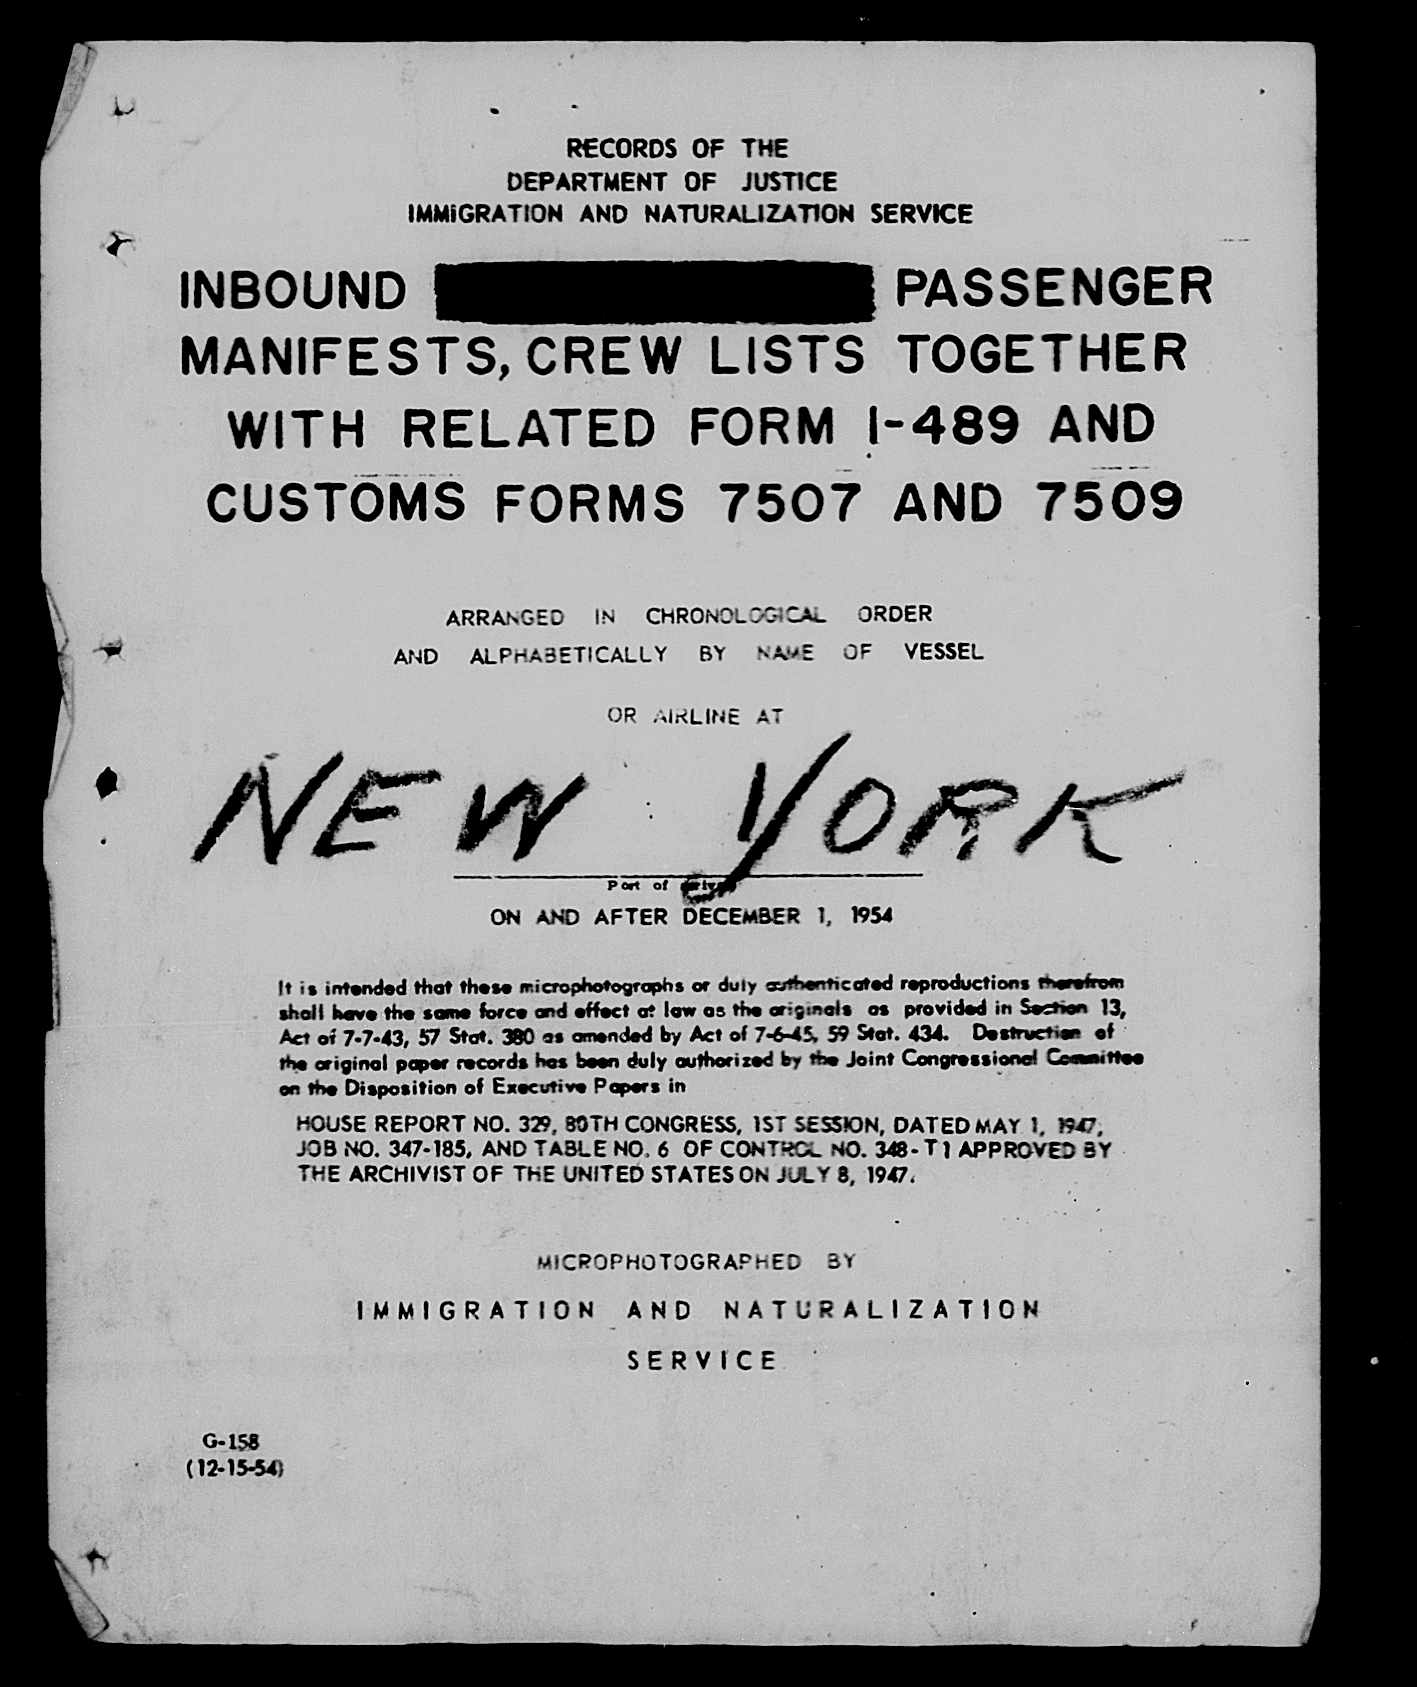 RECORDS OF THE
DEPARTMENT OF JUSTICE
IMMIGRATION AND NATURALIZATION SERVICE
INBOUND PASSENGER
MANIFESTS, CREW LISTS TOGETHER
WITH RELATED FORM I-489 AND
CUSTOMS FORMS 7507 AND 7509
ARRANGED IN CHRONOLOGICAL ORDER
AND ALPHABETICALLY BY NAME OF VESSEL
OR AIRLINE AT
NEW YORK
Port of arrival
ON AND AFTER DECEMBER 1, 1954
It is intended that these microphotographs or duly authenticated reproductions therefrom
shall have the same force and effect at law as the originals as provided in Section 13,
Act of 7-7-43, 57 Stat. 380 as amended by Act of 7-6-45, 59 Stat. 434. Destruction of
the original paper records has been duly authorized by the Joint Congressional Committee
on the Disposition of Executive Papers in
HOUSE REPORT NO. 329, 80TH CONGRESS, 1ST SESSION, DATED MAY 1, 1947,
JOB NO. 347-185, AND TABLE NO. 6 OF CONTROL NO. 348-T1 APPROVED BY
THE ARCHIVIST OF THE UNITED STATES ON JULY 8, 1947.
MICROPHOTOGRAPHED BY
IMMIGRATION AND NATURALIZATION
SERVICE
G-158
(12-15-54)